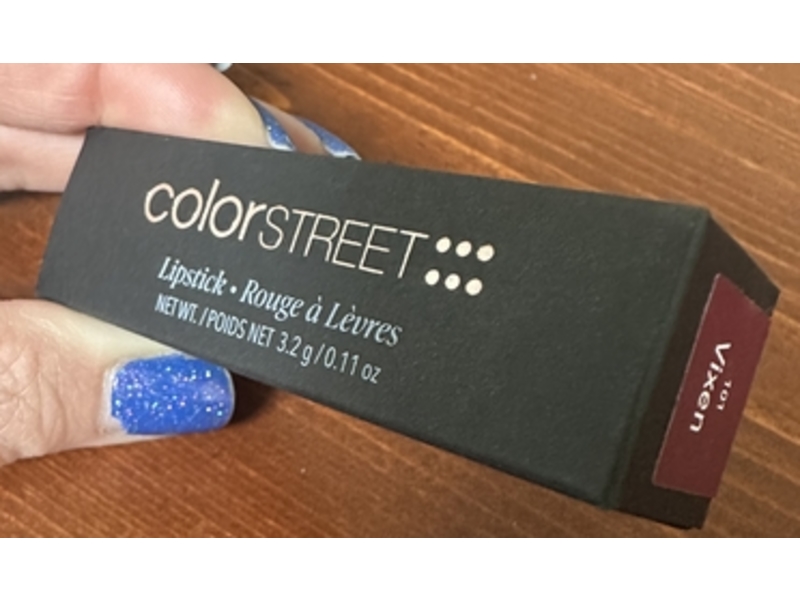 colorSTREET
Lipstick • Rouge à Lèvres
NET WT. / POIDS NET 3.2 g / 0.11 oz
101
Vixen